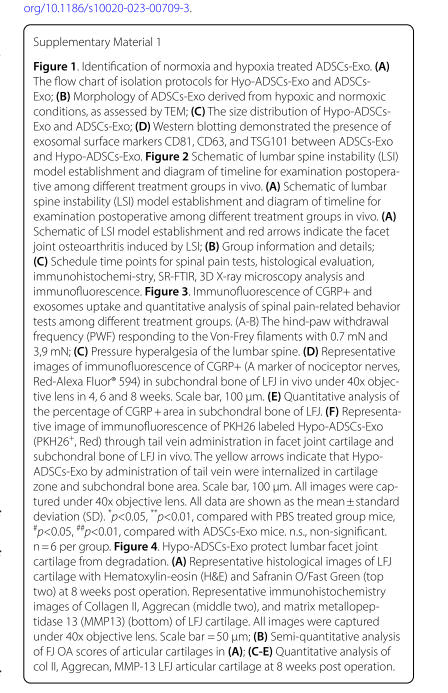 org/10.1186/s10020-023-00709-3.
Supplementary Material 1
Figure 1. Identification of normoxia and hypoxia treated ADSCs-Exo. (A)
The flow chart of isolation protocols for Hyo-ADSCs-Exo and ADSCs-
Exo; (B) Morphology of ADSCs-Exo derived from hypoxic and normoxic
conditions, as assessed by TEM; (C) The size distribution of Hypo-ADSCs-
Exo and ADSCs-Exo; (D) Western blotting demonstrated the presence of
exosomal surface markers CD81, CD63, and TSG101 between ADSCs-Exo
and Hypo-ADSCs-Exo. Figure 2 Schematic of lumbar spine instability (LSI)
model establishment and diagram of timeline for examination postopera-
tive among different treatment groups in vivo. (A) Schematic of lumbar
spine instability (LSI) model establishment and diagram of timeline for
examination postoperative among different treatment groups in vivo. (A)
Schematic of LSI model establishment and red arrows indicate the facet
joint osteoarthritis induced by LSI; (B) Group information and details;
(C) Schedule time points for spinal pain tests, histological evaluation,
immunohistochemi-stry, SR-FTIR, 3D X-ray microscopy analysis and
immunofluorescence. Figure 3. Immunofluorescence of CGRP+ and
exosomes uptake and quantitative analysis of spinal pain-related behavior
tests among different treatment groups. (A-B) The hind-paw withdrawal
frequency (PWF) responding to the Von-Frey filaments with 0.7 mN and
3,9 mN; (C) Pressure hyperalgesia of the lumbar spine. (D) Representative
images of immunofluorescence of CGRP+ (A marker of nociceptor nerves,
Red-Alexa Fluor® 594) in subchondral bone of LFJ in vivo under 40x objec-
tive lens in 4, 6 and 8 weeks. Scale bar, 100 μm. (E) Quantitative analysis of
the percentage of CGRP + area in subchondral bone of LFJ. (F) Representa-
tive image of immunofluorescence of PKH26 labeled Hypo-ADSCs-Exo
(PKH26⁺, Red) through tail vein administration in facet joint cartilage and
subchondral bone of LFJ in vivo. The yellow arrows indicate that Hypo-
ADSCs-Exo by administration of tail vein were internalized in cartilage
zone and subchondral bone area. Scale bar, 100 μm. All images were cap-
tured under 40x objective lens. All data are shown as the mean ± standard
deviation (SD). *p<0.05, **p<0.01, compared with PBS treated group mice,
#p<0.05, ##p<0.01, compared with ADSCs-Exo mice. n.s., non-significant.
n = 6 per group. Figure 4. Hypo-ADSCs-Exo protect lumbar facet joint
cartilage from degradation. (A) Representative histological images of LFJ
cartilage with Hematoxylin-eosin (H&E) and Safranin O/Fast Green (top
two) at 8 weeks post operation. Representative immunohistochemistry
images of Collagen II, Aggrecan (middle two), and matrix metallopep-
tidase 13 (MMP13) (bottom) of LFJ cartilage. All images were captured
under 40x objective lens. Scale bar = 50 μm; (B) Semi-quantitative analysis
of FJ OA scores of articular cartilages in (A); (C-E) Quantitative analysis of
col II, Aggrecan, MMP-13 LFJ articular cartilage at 8 weeks post operation.